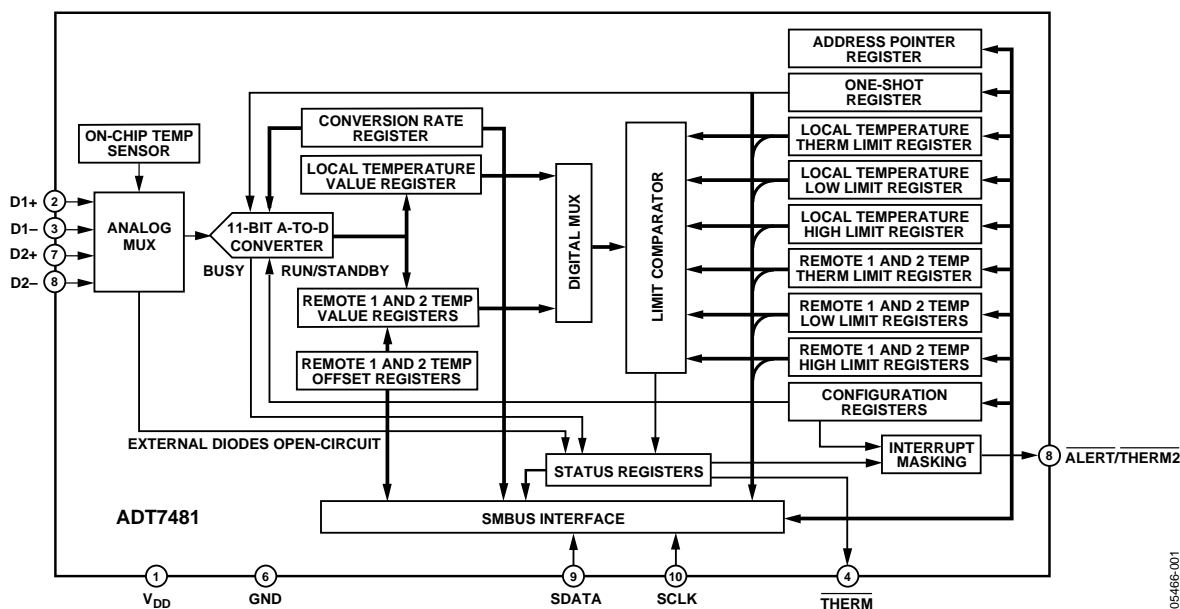 ADDRESS POINTER
REGISTER
ONE-SHOT
REGISTER
ON-CHIP TEMP
SENSOR
CONVERSION RATE
REGISTER
LOCAL TEMPERATURE
VALUE REGISTER
LOCAL TEMPERATURE
THERM LIMIT REGISTER
LOCAL TEMPERATURE
LOW LIMIT REGISTER
LOCAL TEMPERATURE
HIGH LIMIT REGISTER
REMOTE 1 AND 2 TEMP
THERM LIMIT REGISTER
REMOTE 1 AND 2 TEMP
LOW LIMIT REGISTERS
REMOTE 1 AND 2 TEMP
HIGH LIMIT REGISTERS
CONFIGURATION
REGISTERS
D1+ 2
D1– 3
D2+ 7
D2– 8
ANALOG
MUX
11-BIT A-TO-D
CONVERTER
BUSY
RUN/STANDBY
DIGITAL MUX
LIMIT COMPARATOR
REMOTE 1 AND 2 TEMP
VALUE REGISTERS
REMOTE 1 AND 2 TEMP
OFFSET REGISTERS
EXTERNAL DIODES OPEN-CIRCUIT
STATUS REGISTERS
INTERRUPT
MASKING
8 ALERT/THERM2
SMBUS INTERFACE
ADT7481
1
VDD
6
GND
9
SDATA
10
SCLK
4
THERM
05466-001